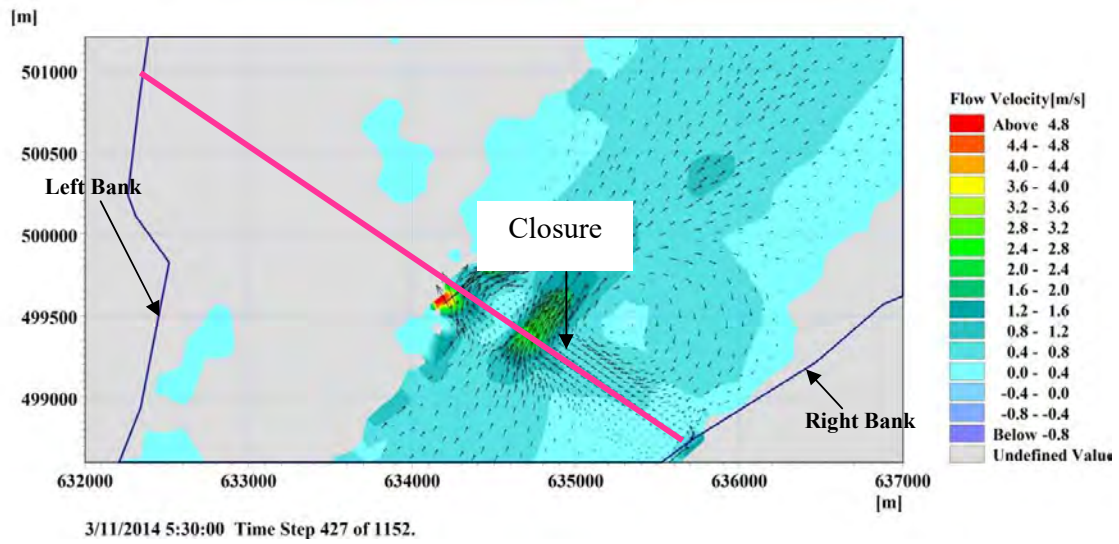 [m]
501000
500500
500000
499500
499000
Left Bank
Closure
Right Bank
632000 633000 634000 635000 636000 637000
[m]
3/11/2014 5:30:00 Time Step 427 of 1152.
Flow Velocity[m/s]
Above 4.8
4.4 - 4.8
4.0 - 4.4
3.6 - 4.0
3.2 - 3.6
2.8 - 3.2
2.4 - 2.8
2.0 - 2.4
1.6 - 2.0
1.2 - 1.6
0.8 - 1.2
0.4 - 0.8
0.0 - 0.4
-0.4 - 0.0
-0.8 - -0.4
Below -0.8
Undefined Value